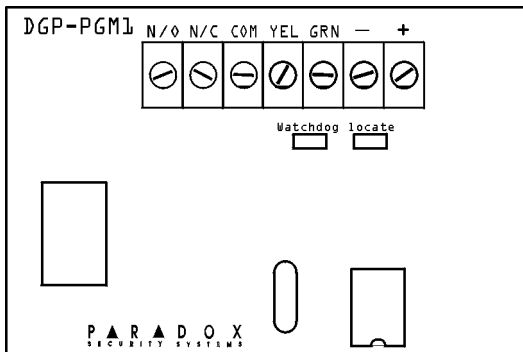 DGP-PGM1 N/O N/C COM YEL GRN — +
Watchdog locate
PARADOX
SECURITY SYSTEMS